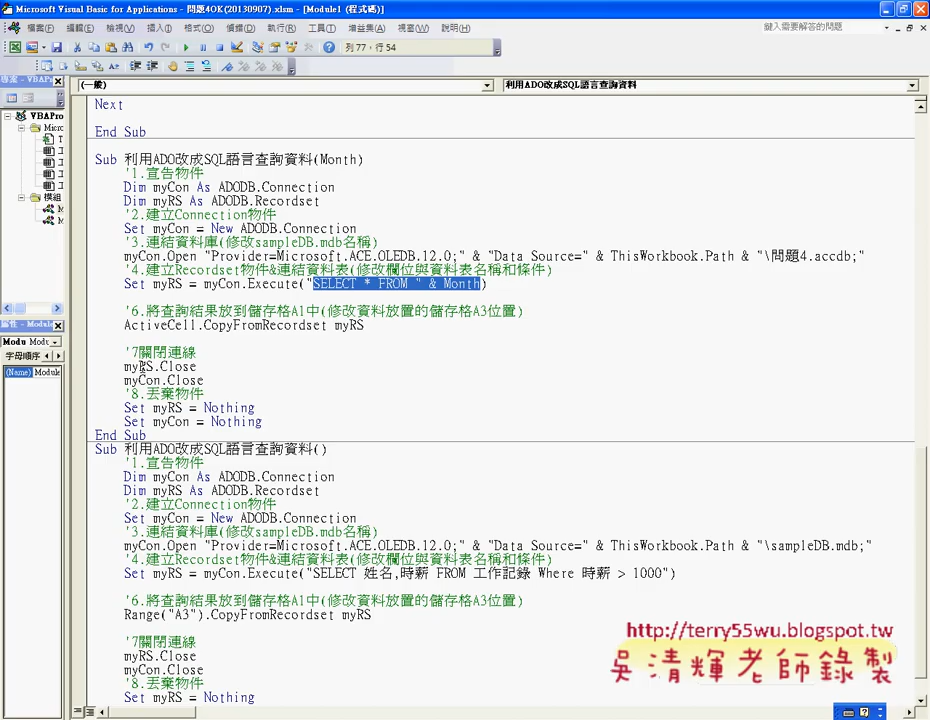 Microsoft Visual Basic for Applications - 問題4OK(20130907).xlsm - [Module1 (程式碼)]
檔案(F) 編輯(E) 檢視(V) 插入(I) 格式(O) 偵錯(D) 執行(R) 工具(T) 增益集(A) 視窗(W) 說明(H)
鍵入需要解答的問題
列 77, 行 54
專案 - VBAPr
(一般)
利用ADO改成SQL語言查詢資料
VBAPro
Micro
模組
屬性 - Module
Modu Modu
字母順序
(Name) Module
Next
End Sub
Sub 利用ADO改成SQL語言查詢資料(Month)
'1.宣告物件
Dim myCon As ADODB.Connection
Dim myRS As ADODB.Recordset
'2.建立Connection物件
Set myCon = New ADODB.Connection
'3.連結資料庫(修改sampleDB.mdb名稱)
myCon.Open "Provider=Microsoft.ACE.OLEDB.12.0;" & "Data Source=" & ThisWorkbook.Path & "\問題4.accdb;"
'4.建立Recordset物件&連結資料表(修改欄位與資料表名稱和條件)
Set myRS = myCon.Execute("SELECT * FROM " & Month)
'6.將查詢結果放到儲存格A1中(修改資料放置的儲存格A3位置)
ActiveCell.CopyFromRecordset myRS
'7關閉連線
myRS.Close
myCon.Close
'8.丟棄物件
Set myRS = Nothing
Set myCon = Nothing
End Sub
Sub 利用ADO改成SQL語言查詢資料()
'1.宣告物件
Dim myCon As ADODB.Connection
Dim myRS As ADODB.Recordset
'2.建立Connection物件
Set myCon = New ADODB.Connection
'3.連結資料庫(修改sampleDB.mdb名稱)
myCon.Open "Provider=Microsoft.ACE.OLEDB.12.0;" & "Data Source=" & ThisWorkbook.Path & "\sampleDB.mdb;"
'4.建立Recordset物件&連結資料表(修改欄位與資料表名稱和條件)
Set myRS = myCon.Execute("SELECT 姓名,時薪 FROM 工作記錄 Where 時薪 > 1000")
'6.將查詢結果放到儲存格A1中(修改資料放置的儲存格A3位置)
Range("A3").CopyFromRecordset myRS
'7關閉連線
myRS.Close
myCon.Close
'8.丟棄物件
Set myRS = Nothing
http://terry55wu.blogspot.tw
吳清輝老師錄製